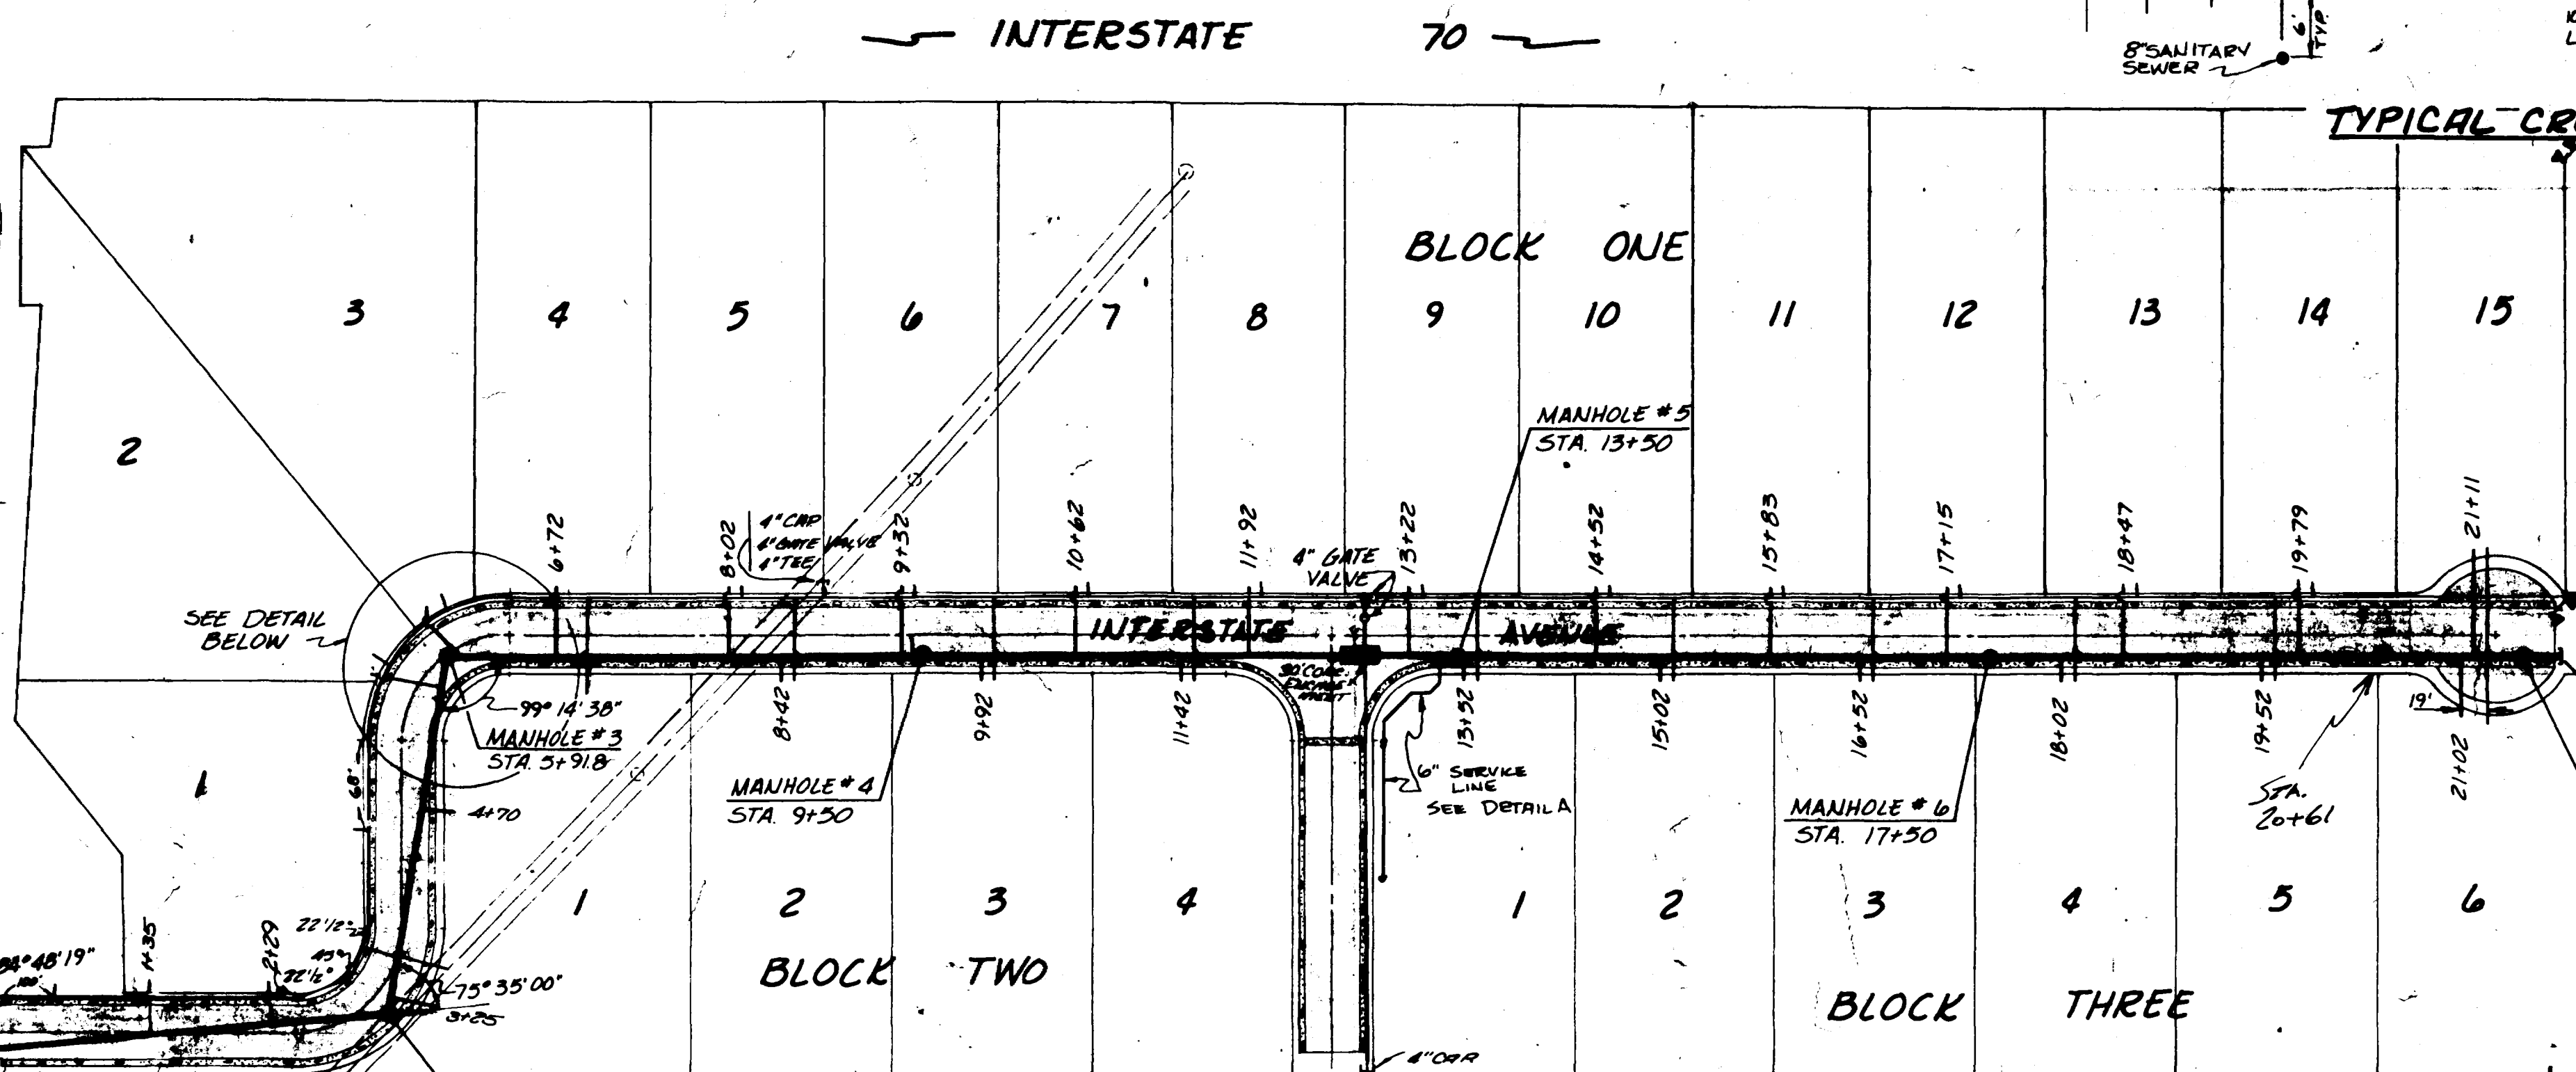 INTERSTATE 70
8" SANITARY
SEWER
6'
TYP.
TYPICAL CR
BLOCK ONE
3
4
5
6
7
8
9
10
11
12
13
14
15
2
1
MANHOLE #5
STA. 13+50
6+72
8+02
4" CAP
4" GATE VALVE
4" TEE
9+32
10+62
11+92
4" GATE
VALVE
13+22
14+52
15+83
17+15
18+47
19+79
21+11
SEE DETAIL
BELOW
INTERSTATE AVENUE
99° 14' 38"
MANHOLE #3
STA. 5+91.8
68'
4+70
8+42
9+92
11+42
13+52
15+02
16+52
18+02
19+52
19'
21+02
MANHOLE #4
STA. 9+50
6" SERVICE
LINE
SEE DETAIL A
MANHOLE #6
STA. 17+50
STA.
20+61
1
2
3
4
1
2
3
4
5
6
BLOCK TWO
BLOCK THREE
48'19"
100'
2+29
22 1/2°
45°
22 1/2°
75° 35' 00"
3+25
4" CAP